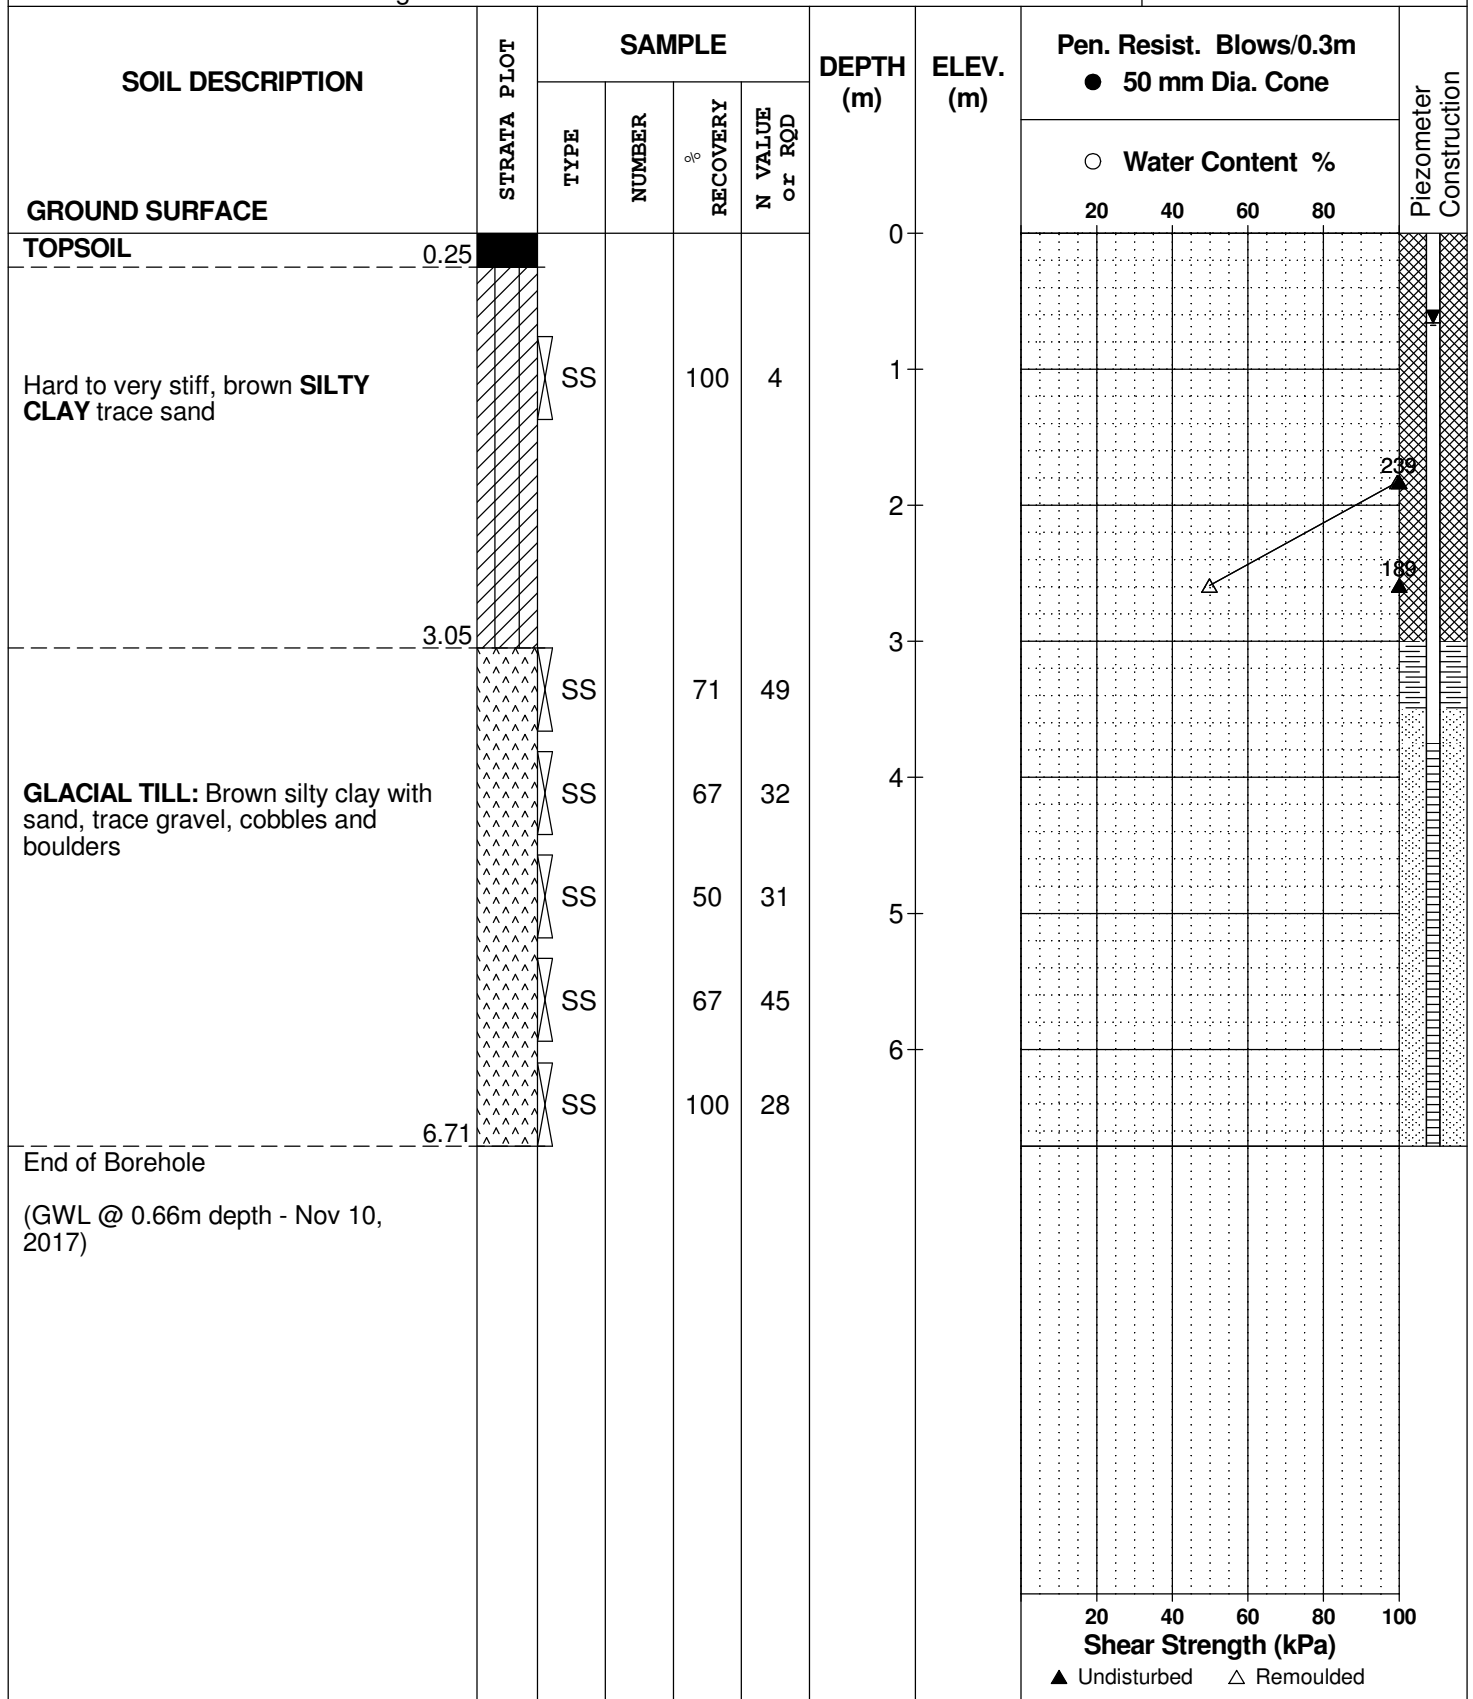 SOIL DESCRIPTION
GROUND SURFACE
STRATA PLOT
SAMPLE
TYPE
NUMBER
% RECOVERY
N VALUE or RQD
DEPTH
(m)
ELEV.
(m)
Pen. Resist. Blows/0.3m
● 50 mm Dia. Cone
○ Water Content %
20 40 60 80
Piezometer
Construction
TOPSOIL 0.25
0
Hard to very stiff, brown SILTY
CLAY trace sand
SS 100 4
1
239
2
189
3.05
3
SS 71 49
4
GLACIAL TILL: Brown silty clay with
sand, trace gravel, cobbles and
boulders
SS 67 32
SS 50 31
5
SS 67 45
6
SS 100 28
6.71
End of Borehole
(GWL @ 0.66m depth - Nov 10,
2017)
20 40 60 80 100
Shear Strength (kPa)
▲ Undisturbed △ Remoulded